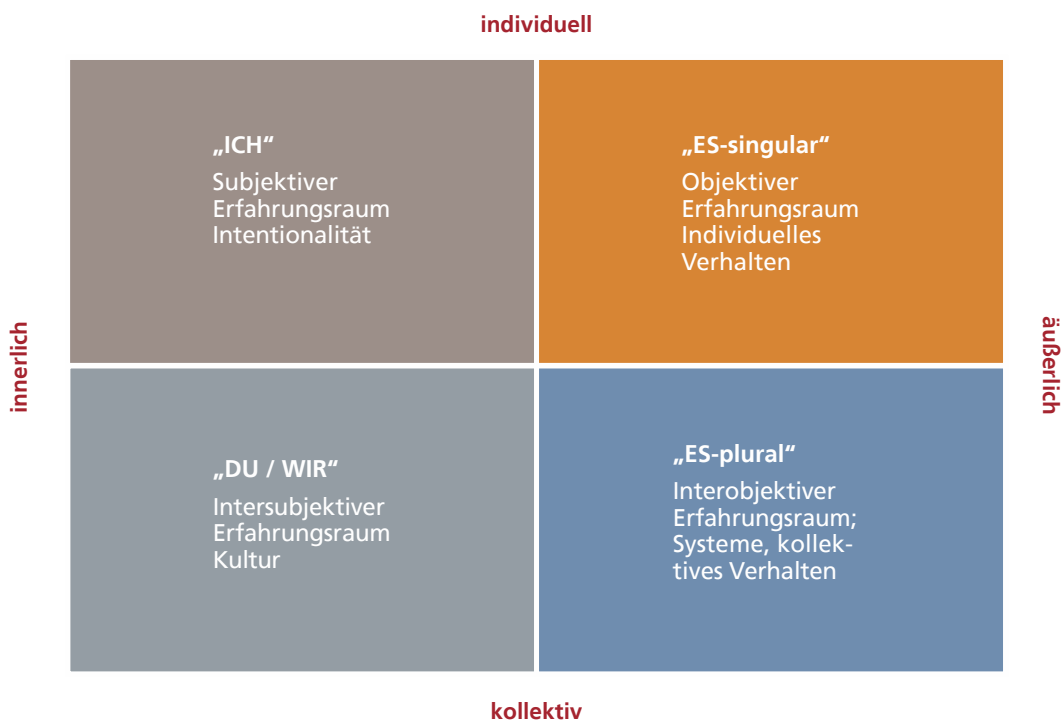 individuell
„ICH“
Subjektiver
Erfahrungsraum
Intentionalität
„ES-singular“
Objektiver
Erfahrungsraum
Individuelles
Verhalten
innerlich
äußerlich
„DU / WIR“
Intersubjektiver
Erfahrungsraum
Kultur
„ES-plural“
Interobjektiver
Erfahrungsraum;
Systeme, kollek-
tives Verhalten
kollektiv